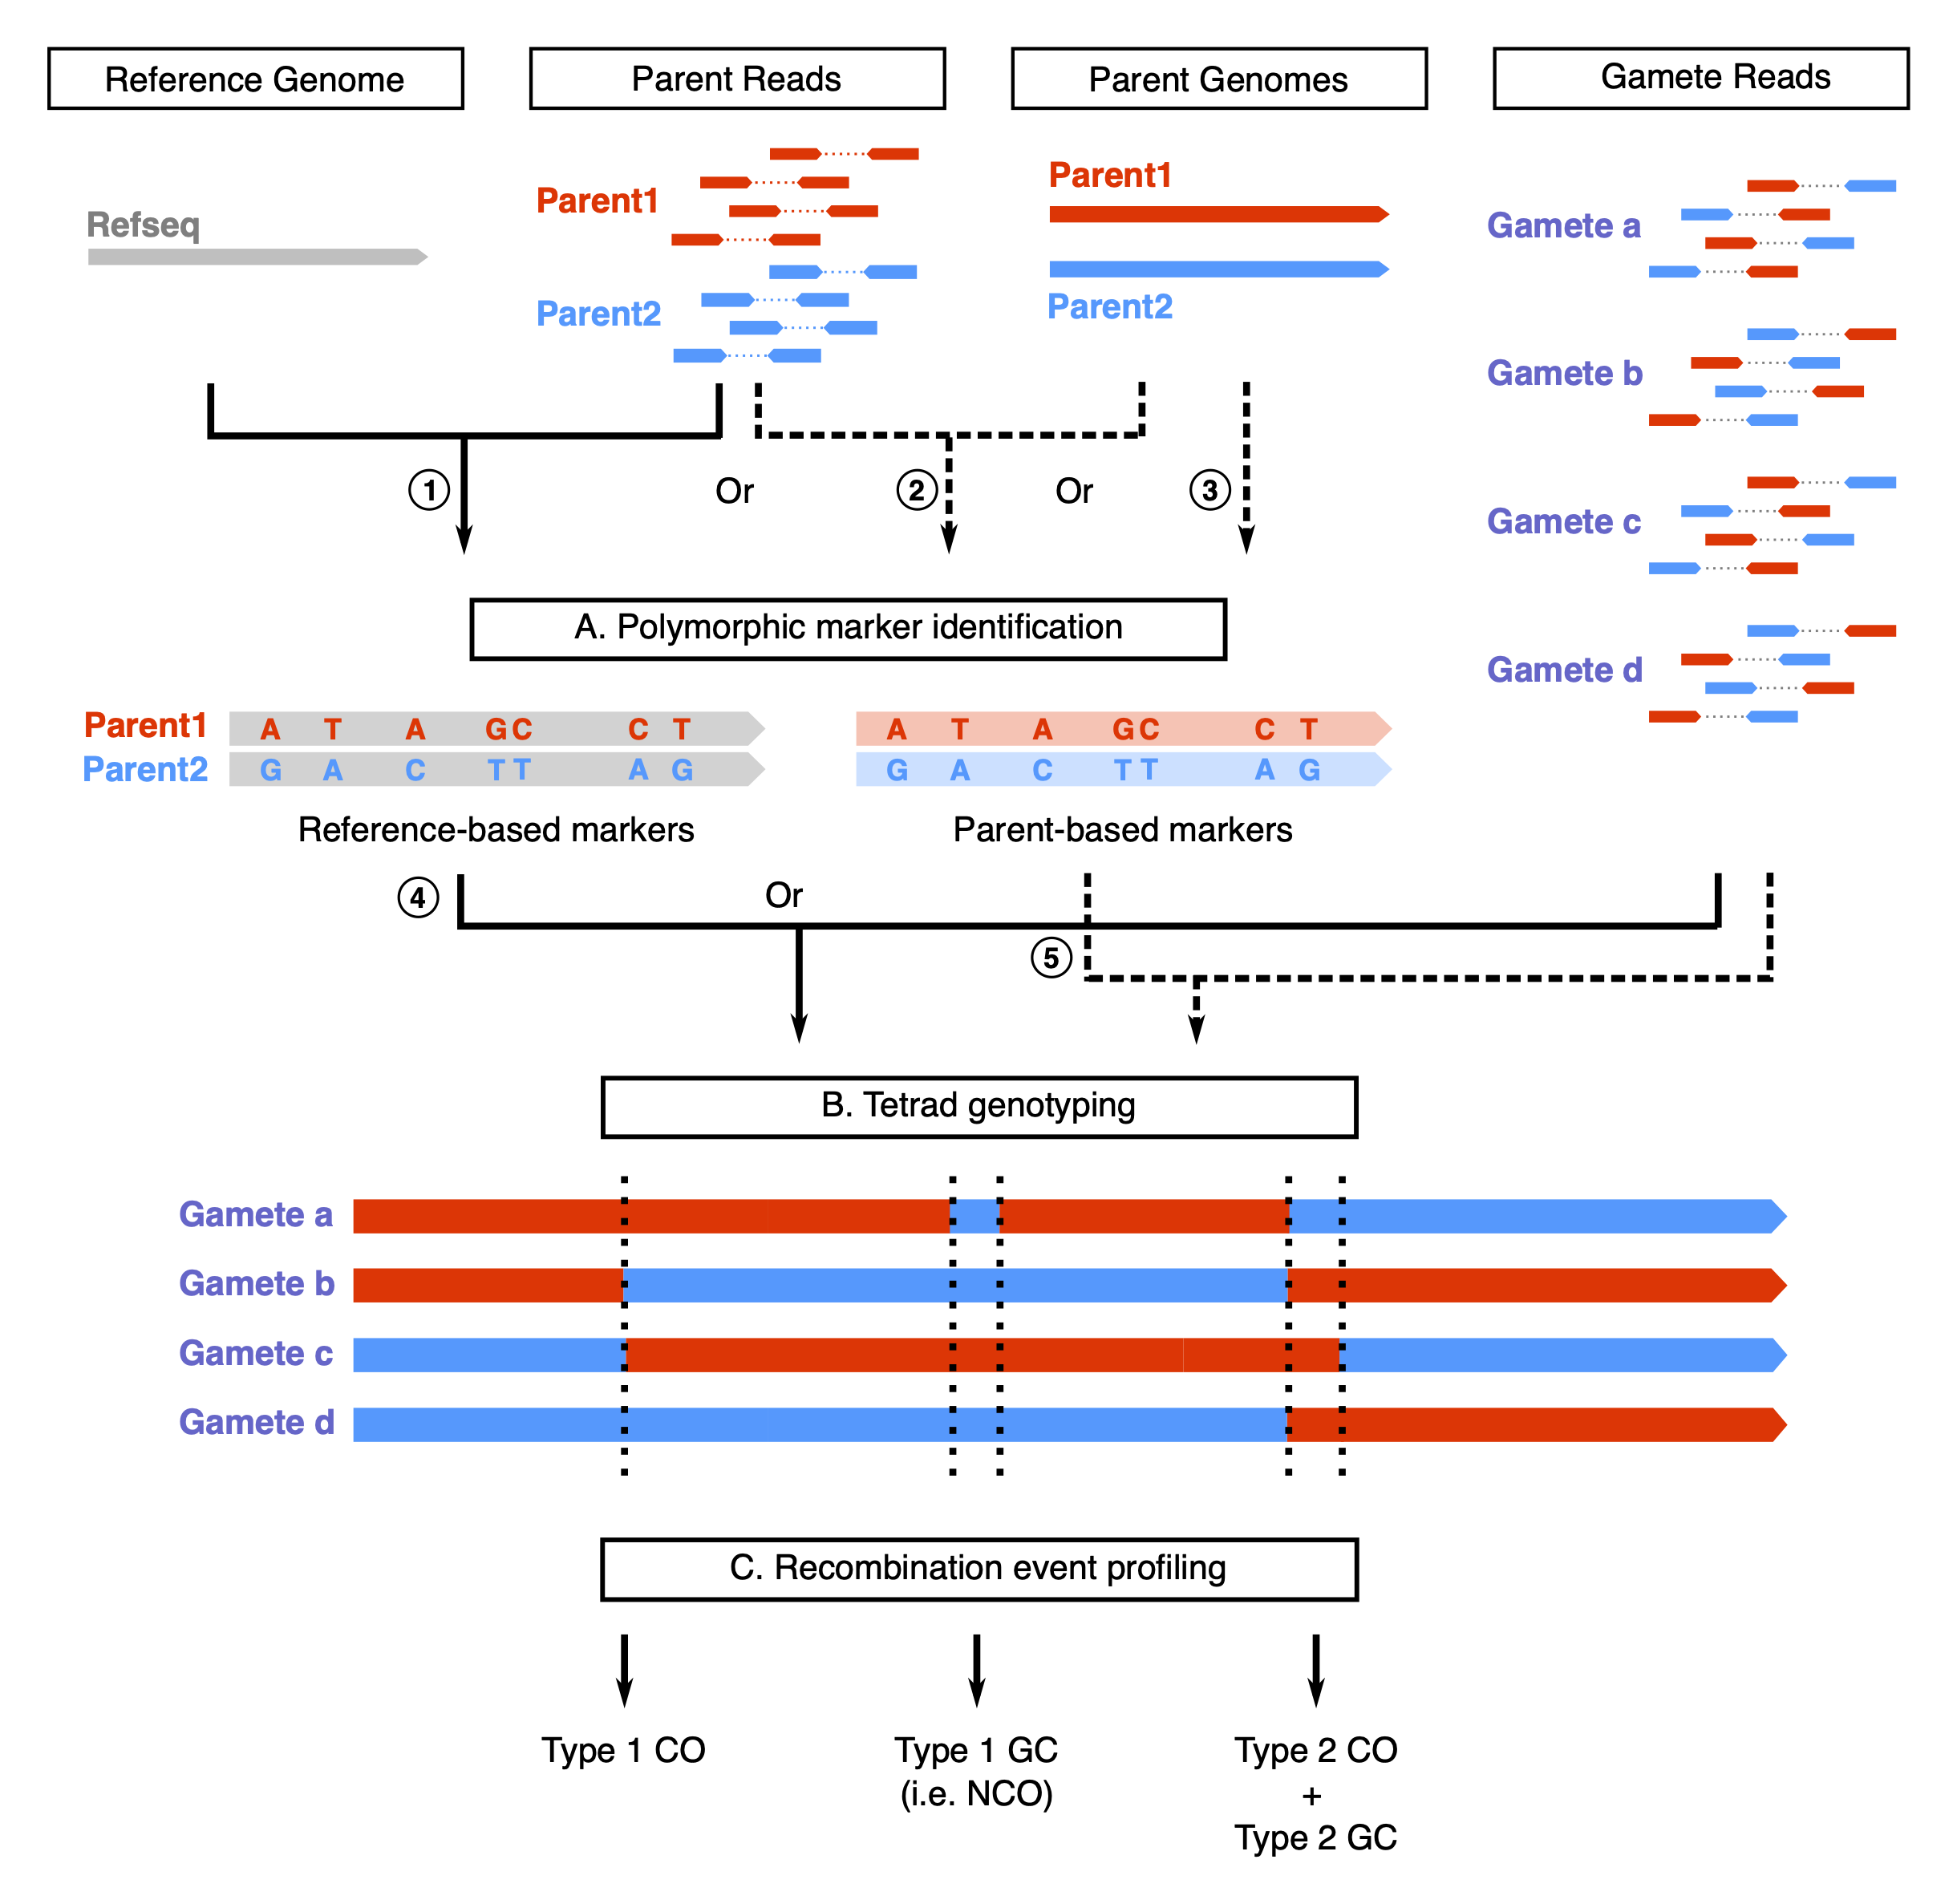 Reference Genome
Parent Reads
Parent Genomes
Gamete Reads
Refseq
Parent1
Parent2
Parent1
Parent2
Gamete a
Gamete b
Gamete c
Gamete d
1
Or
2
Or
3
A. Polymorphic marker identification
Parent1 A T A GC C T
Parent2 G A C TT A G
A T A GC C T
G A C TT A G
Reference-based markers
Parent-based markers
4
Or
5
B. Tetrad genotyping
Gamete a
Gamete b
Gamete c
Gamete d
C. Recombination event profiling
Type 1 CO
Type 1 GC
(i.e. NCO)
Type 2 CO
+
Type 2 GC